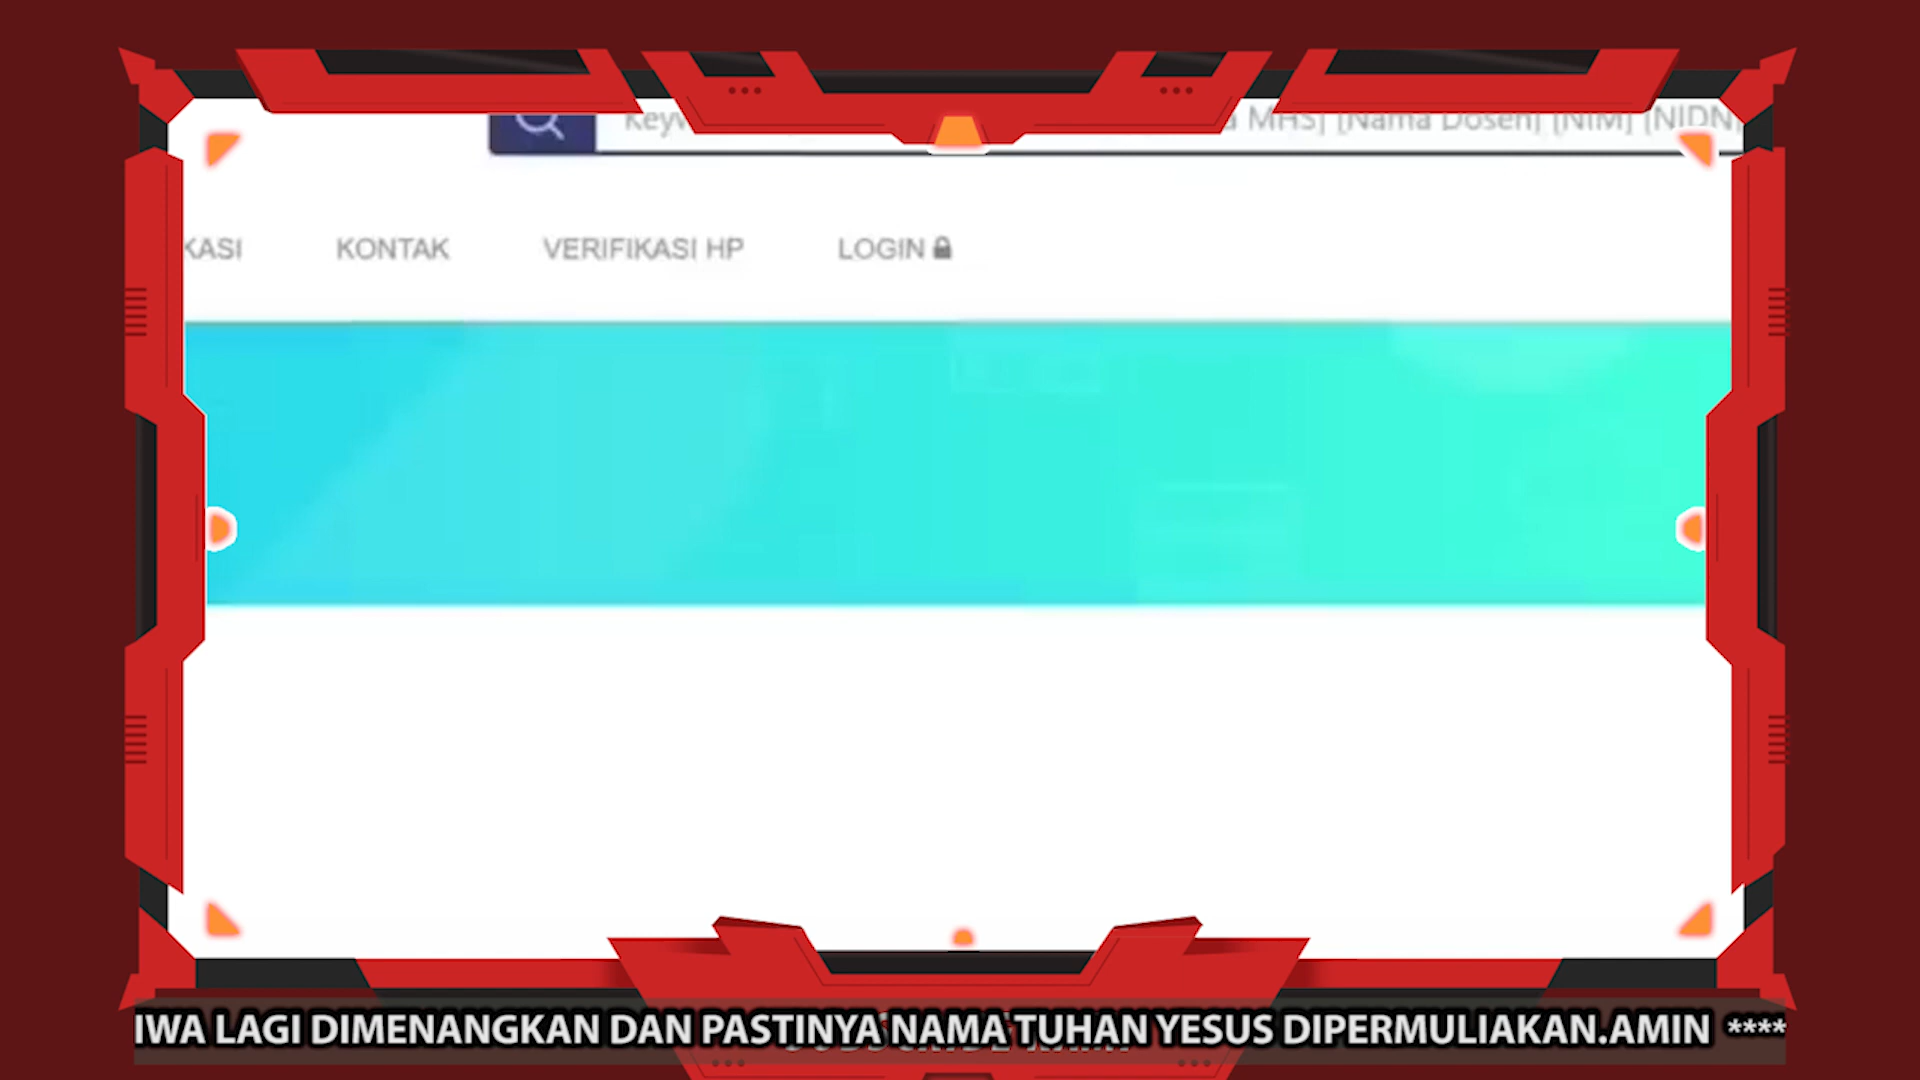 MHS] [Nama Dosen] [NIM] [NIDN]
KASI KONTAK VERIFIKASI HP LOGIN
IWA LAGI DIMENANGKAN DAN PASTINYA NAMA TUHAN YESUS DIPERMULIAKAN.AMIN ****